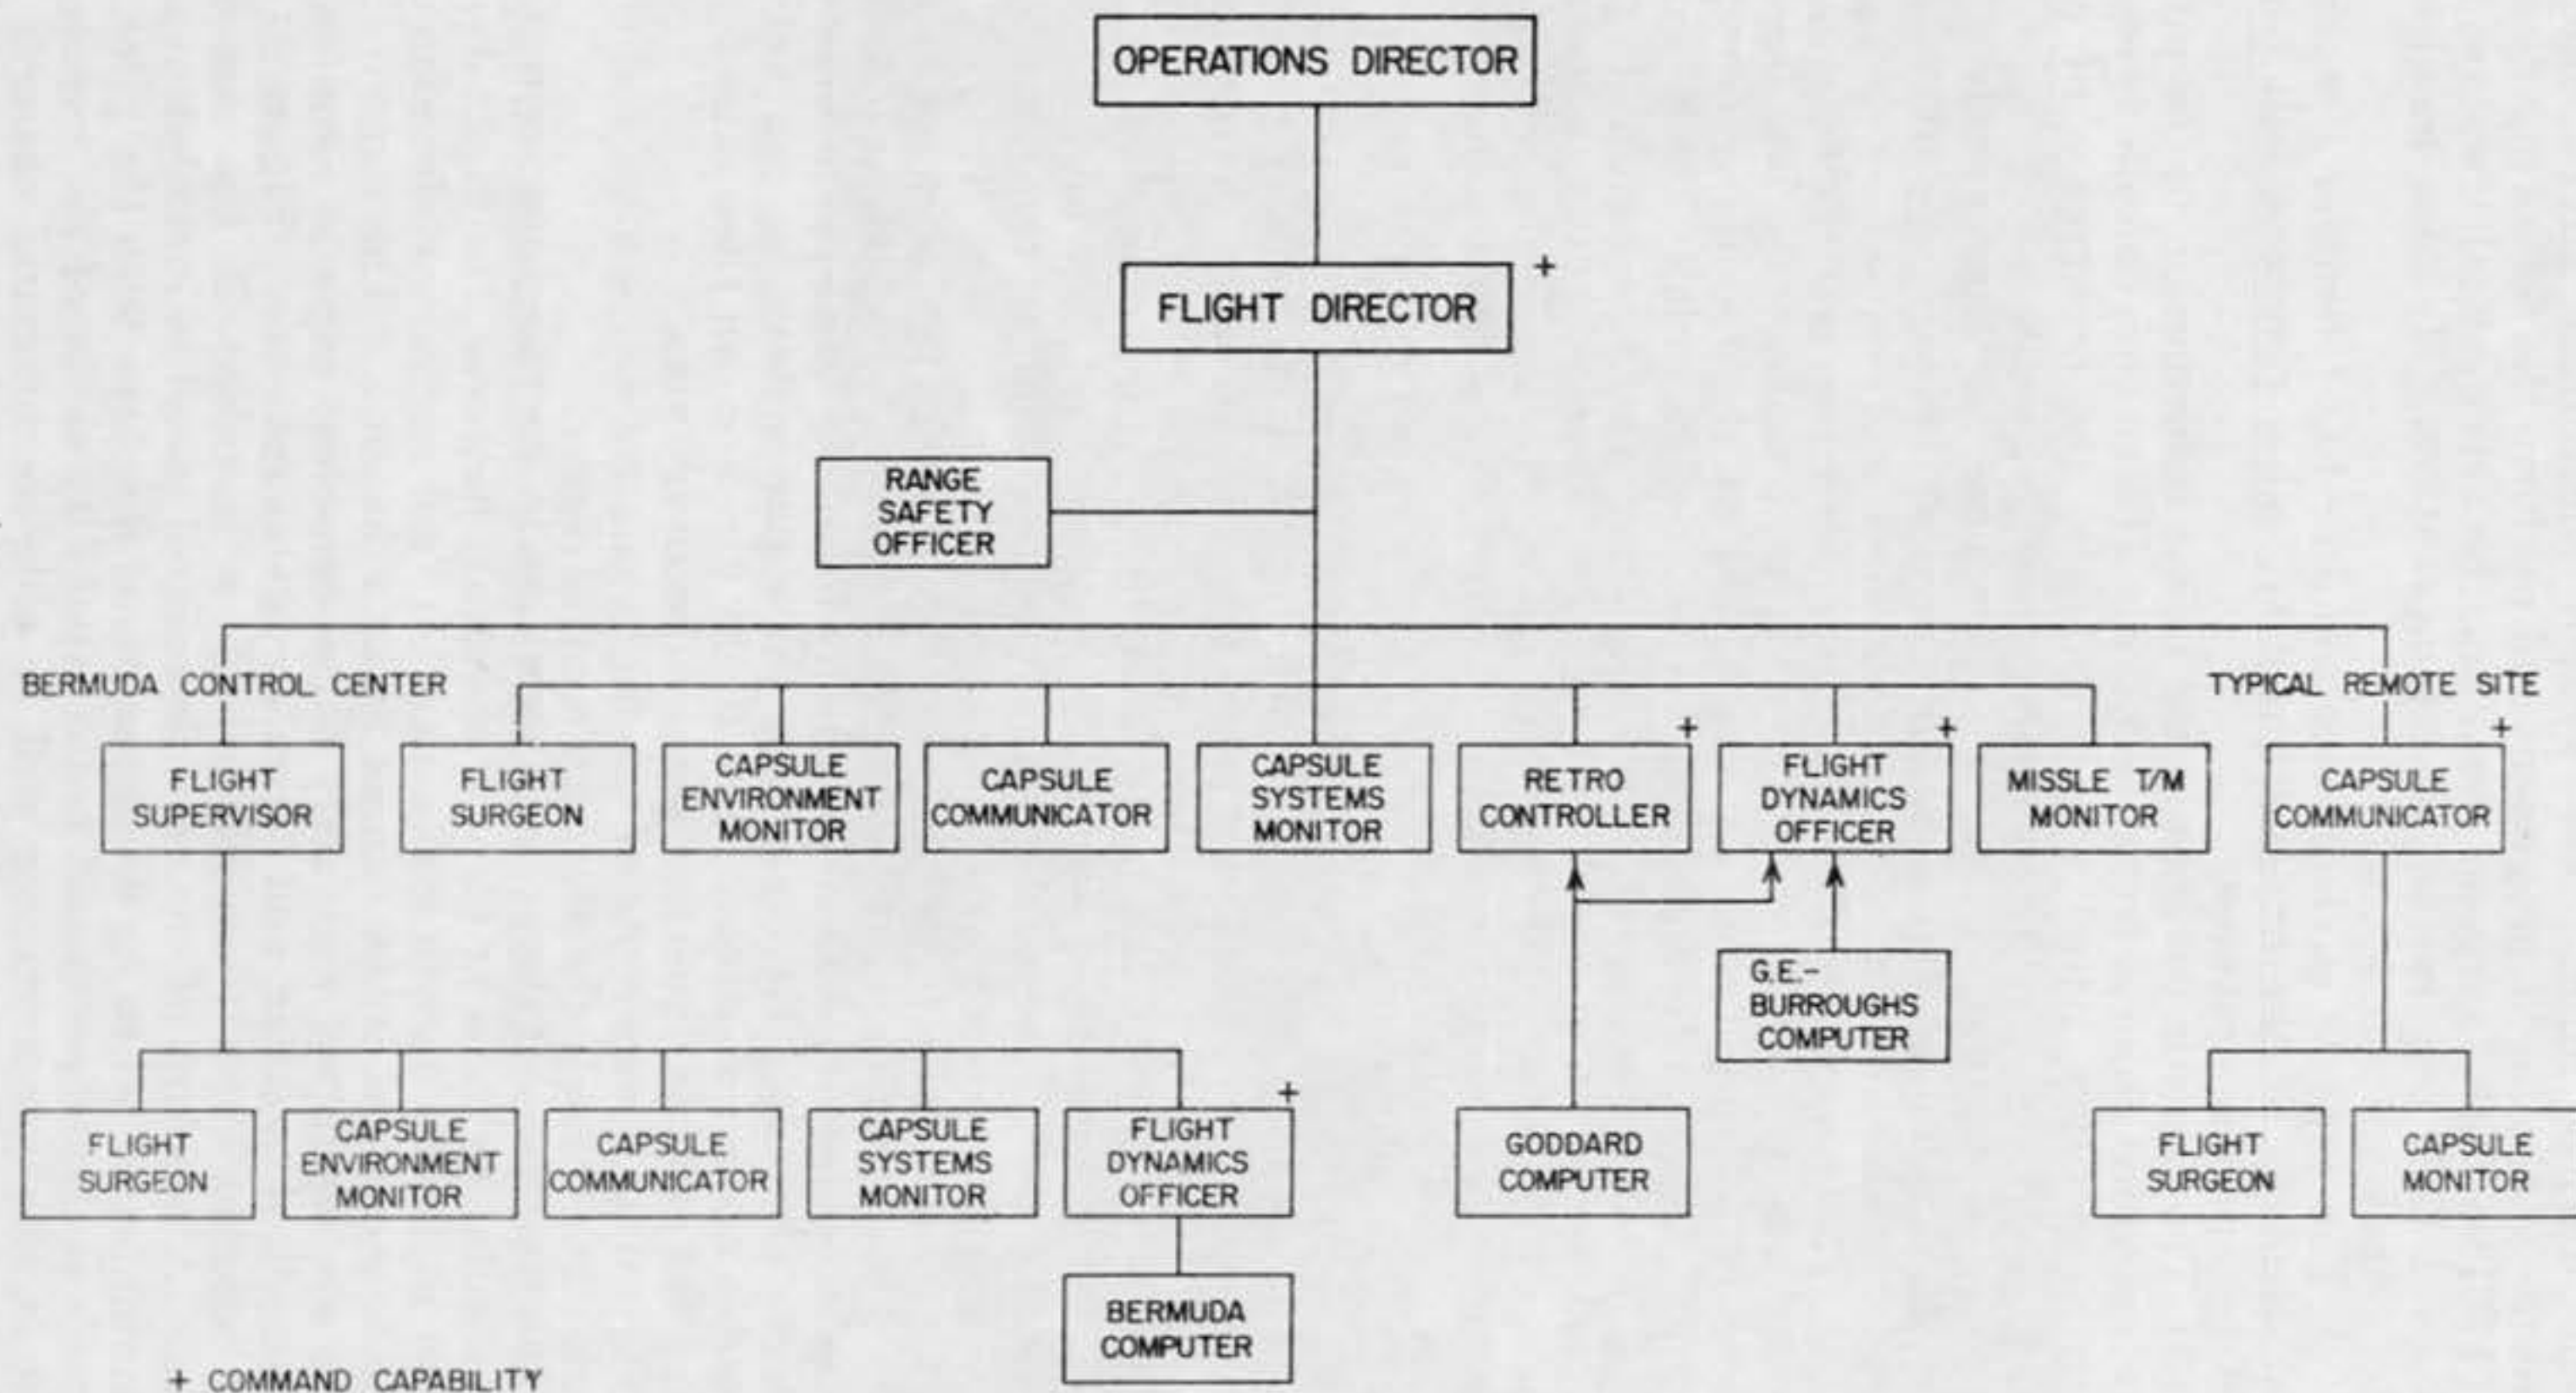 OPERATIONS DIRECTOR
+
FLIGHT DIRECTOR
RANGE
SAFETY
OFFICER
BERMUDA CONTROL CENTER
TYPICAL REMOTE SITE
FLIGHT
SUPERVISOR
FLIGHT
SURGEON
CAPSULE
ENVIRONMENT
MONITOR
CAPSULE
COMMUNICATOR
CAPSULE
SYSTEMS
MONITOR
+
RETRO
CONTROLLER
+
FLIGHT
DYNAMICS
OFFICER
MISSLE T/M
MONITOR
+
CAPSULE
COMMUNICATOR
G.E.-
BURROUGHS
COMPUTER
FLIGHT
SURGEON
CAPSULE
ENVIRONMENT
MONITOR
CAPSULE
COMMUNICATOR
CAPSULE
SYSTEMS
MONITOR
+
FLIGHT
DYNAMICS
OFFICER
GODDARD
COMPUTER
FLIGHT
SURGEON
CAPSULE
MONITOR
BERMUDA
COMPUTER
+ COMMAND CAPABILITY